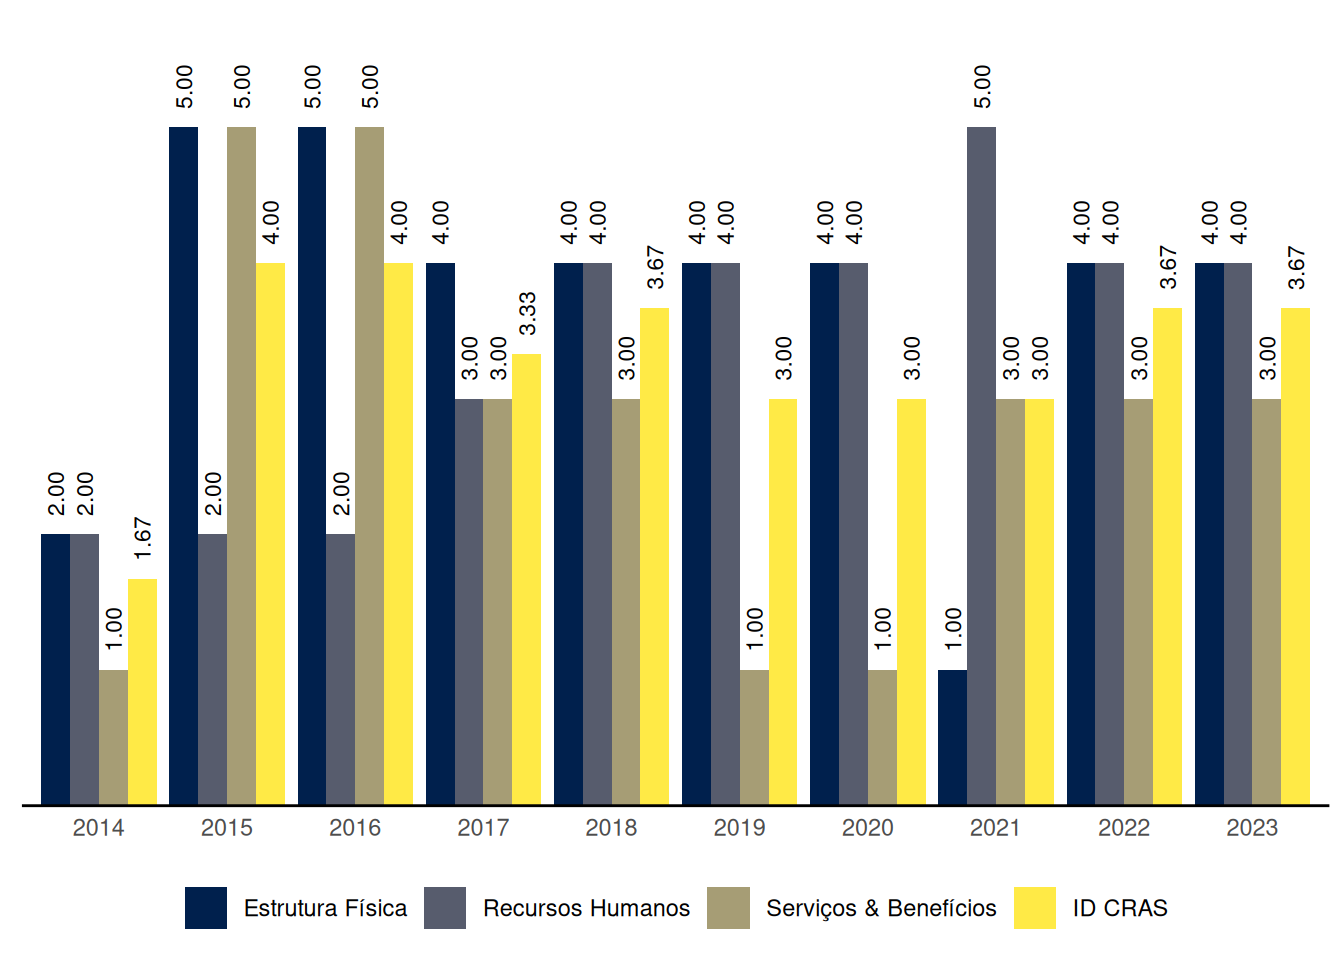 5.00 5.00 5.00 5.00 5.00
4.00 4.00 4.00 4.00 4.00 4.00 4.00 4.00 4.00 4.00 4.00 4.00 4.00
3.67 3.67 3.67
3.33
3.00 3.00 3.00 3.00 3.00 3.00 3.00 3.00 3.00
2.00 2.00 2.00 2.00
1.67
1.00 1.00 1.00 1.00
2014 2015 2016 2017 2018 2019 2020 2021 2022 2023
Estrutura Física Recursos Humanos Serviços & Benefícios ID CRAS